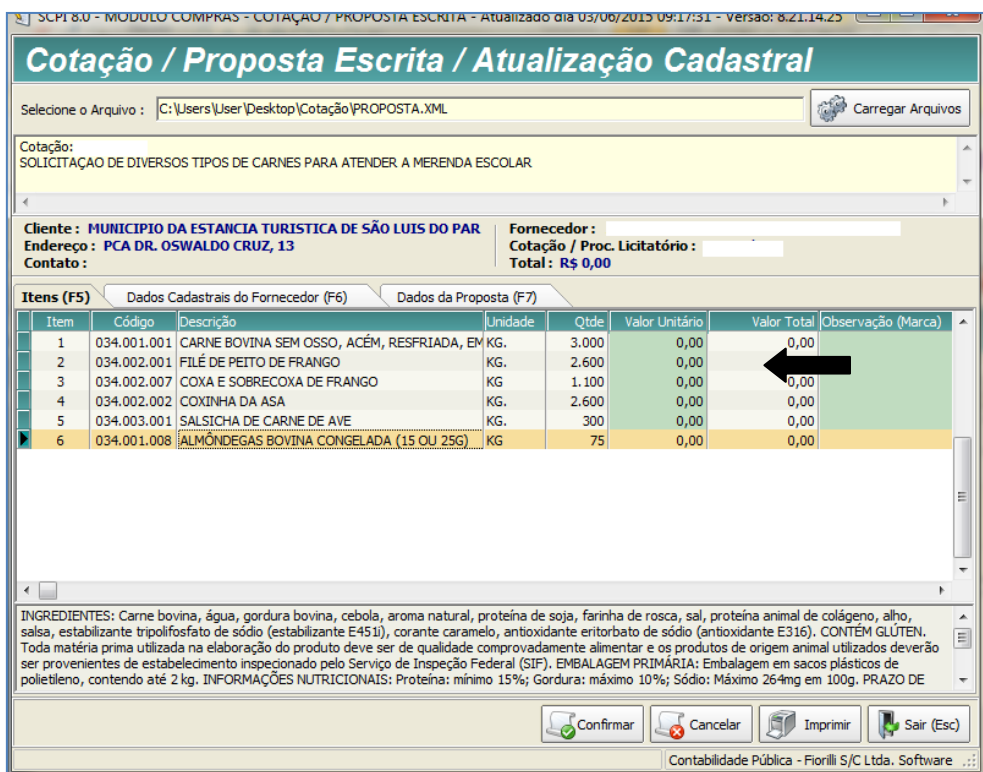 SCPI 8.0 - MÓDULO COMPRAS - COTAÇÃO / PROPOSTA ESCRITA - Atualizado dia 03/06/2015 09:17:31 - Versão: 8.21.14.25
Cotação / Proposta Escrita / Atualização Cadastral
Selecione o Arquivo : C:\Users\User\Desktop\Cotação\PROPOSTA.XML Carregar Arquivos
Cotação:
SOLICITAÇAO DE DIVERSOS TIPOS DE CARNES PARA ATENDER A MERENDA ESCOLAR
Cliente : MUNICIPIO DA ESTANCIA TURISTICA DE SÃO LUIS DO PAR Fornecedor :
Endereço : PCA DR. OSWALDO CRUZ, 13 Cotação / Proc. Licitatório :
Contato : Total : R$ 0,00
Itens (F5) Dados Cadastrais do Fornecedor (F6) Dados da Proposta (F7)
Item Código Descrição Unidade Qtde Valor Unitário Valor Total Observação (Marca)
1 034.001.001 CARNE BOVINA SEM OSSO, ACÉM, RESFRIADA, EM KG. 3.000 0,00 0,00
2 034.002.001 FILÉ DE PEITO DE FRANGO KG. 2.600 0,00
3 034.002.007 COXA E SOBRECOXA DE FRANGO KG 1.100 0,00 0,00
4 034.002.002 COXINHA DA ASA KG. 2.600 0,00 0,00
5 034.003.001 SALSICHA DE CARNE DE AVE KG. 300 0,00 0,00
6 034.001.008 ALMÔNDEGAS BOVINA CONGELADA (15 OU 25G) KG 75 0,00 0,00
INGREDIENTES: Carne bovina, água, gordura bovina, cebola, aroma natural, proteína de soja, farinha de rosca, sal, proteína animal de colágeno, alho,
salsa, estabilizante tripolifosfato de sódio (estabilizante E451i), corante caramelo, antioxidante eritorbato de sódio (antioxidante E316). CONTÉM GLÚTEN.
Toda matéria prima utilizada na elaboração do produto deve ser de qualidade comprovadamente alimentar e os produtos de origem animal utilizados deverão
ser provenientes de estabelecimento inspecionado pelo Serviço de Inspeção Federal (SIF). EMBALAGEM PRIMÁRIA: Embalagem em sacos plásticos de
polietileno, contendo até 2 kg. INFORMAÇÕES NUTRICIONAIS: Proteína: mínimo 15%; Gordura: máximo 10%; Sódio: Máximo 264mg em 100g. PRAZO DE
Confirmar Cancelar Imprimir Sair (Esc)
Contabilidade Pública - Fiorilli S/C Ltda. Software